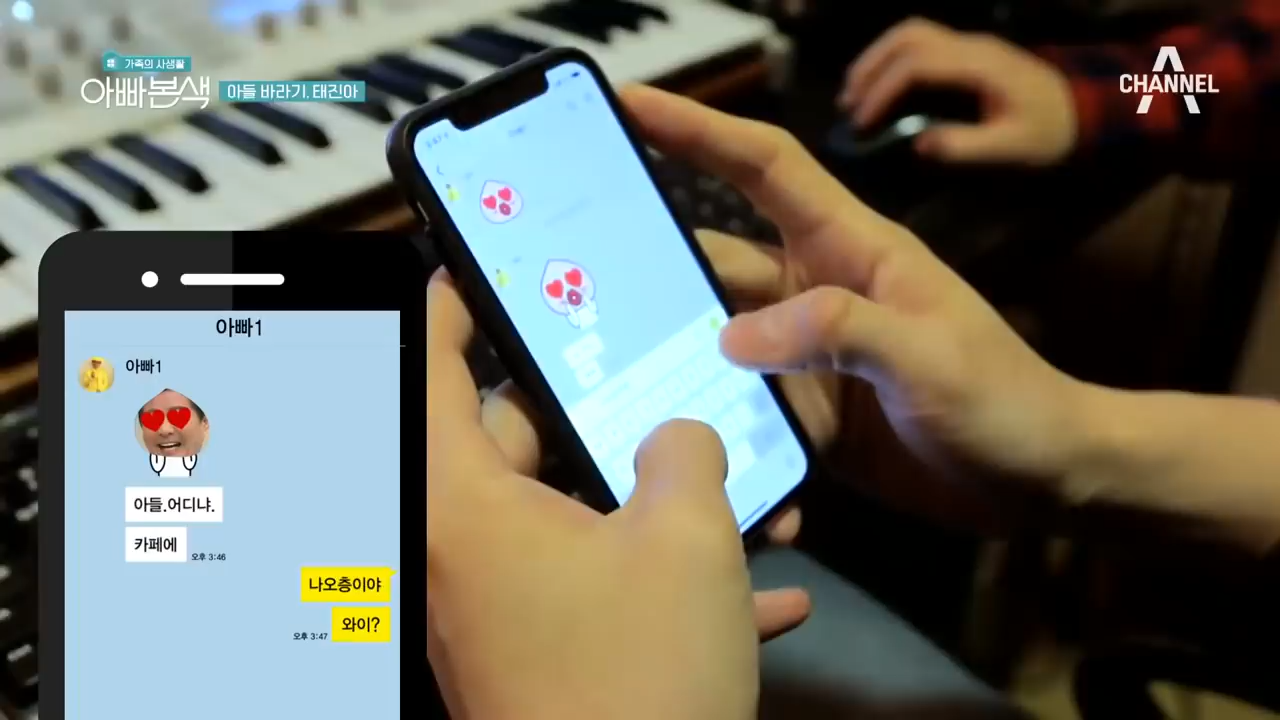 가족의 사생활
아빠본색
아들 바라기. 태진아
CHANNEL A
아빠1
아빠1
아들.어디냐.
카페에
오후 3:46
나오층이야
와이?
오후 3:47